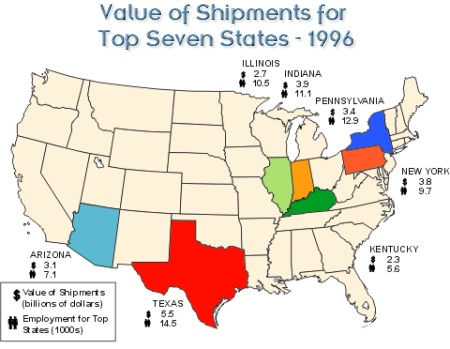 Value of Shipments for
Top Seven States - 1996
ILLINOIS
$ 2.7
10.5
INDIANA
$ 3.9
11.1
PENNSYLVANIA
$ 3.4
12.9
NEW YORK
$ 3.8
9.7
KENTUCKY
$ 2.3
5.6
ARIZONA
$ 3.1
7.1
TEXAS
$ 5.5
14.5
$ Value of Shipments
(billions of dollars)
Employment for Top
States (1000s)